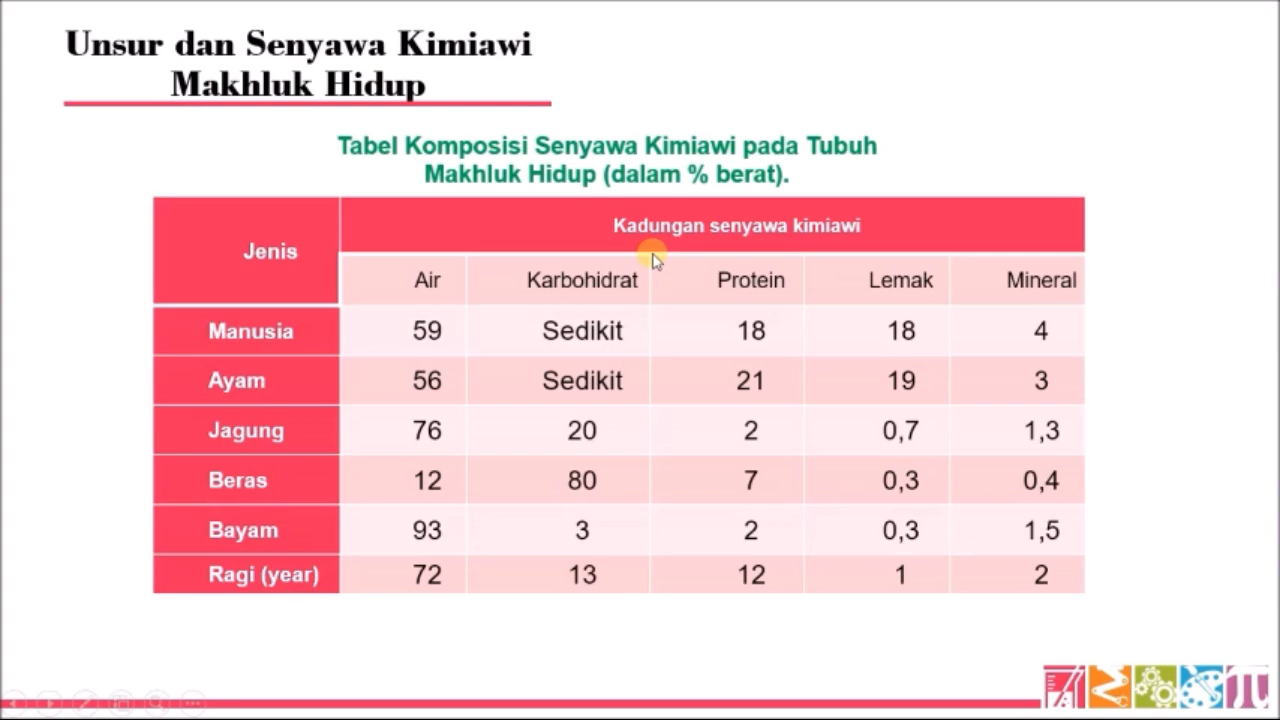 Unsur dan Senyawa Kimiawi
Makhluk Hidup
Tabel Komposisi Senyawa Kimiawi pada Tubuh
Makhluk Hidup (dalam % berat).
Jenis
Kadungan senyawa kimiawi
Air Karbohidrat Protein Lemak Mineral
Manusia 59 Sedikit 18 18 4
Ayam 56 Sedikit 21 19 3
Jagung 76 20 2 0,7 1,3
Beras 12 80 7 0,3 0,4
Bayam 93 3 2 0,3 1,5
Ragi (year) 72 13 12 1 2